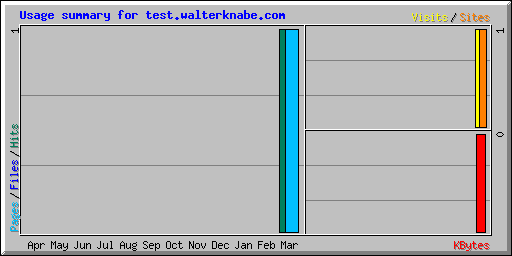 Usage summary for test.walterknabe.com
Visits/Sites
1
1
0
Pages/Files/Hits
Apr May Jun Jul Aug Sep Oct Nov Dec Jan Feb Mar
KBytes